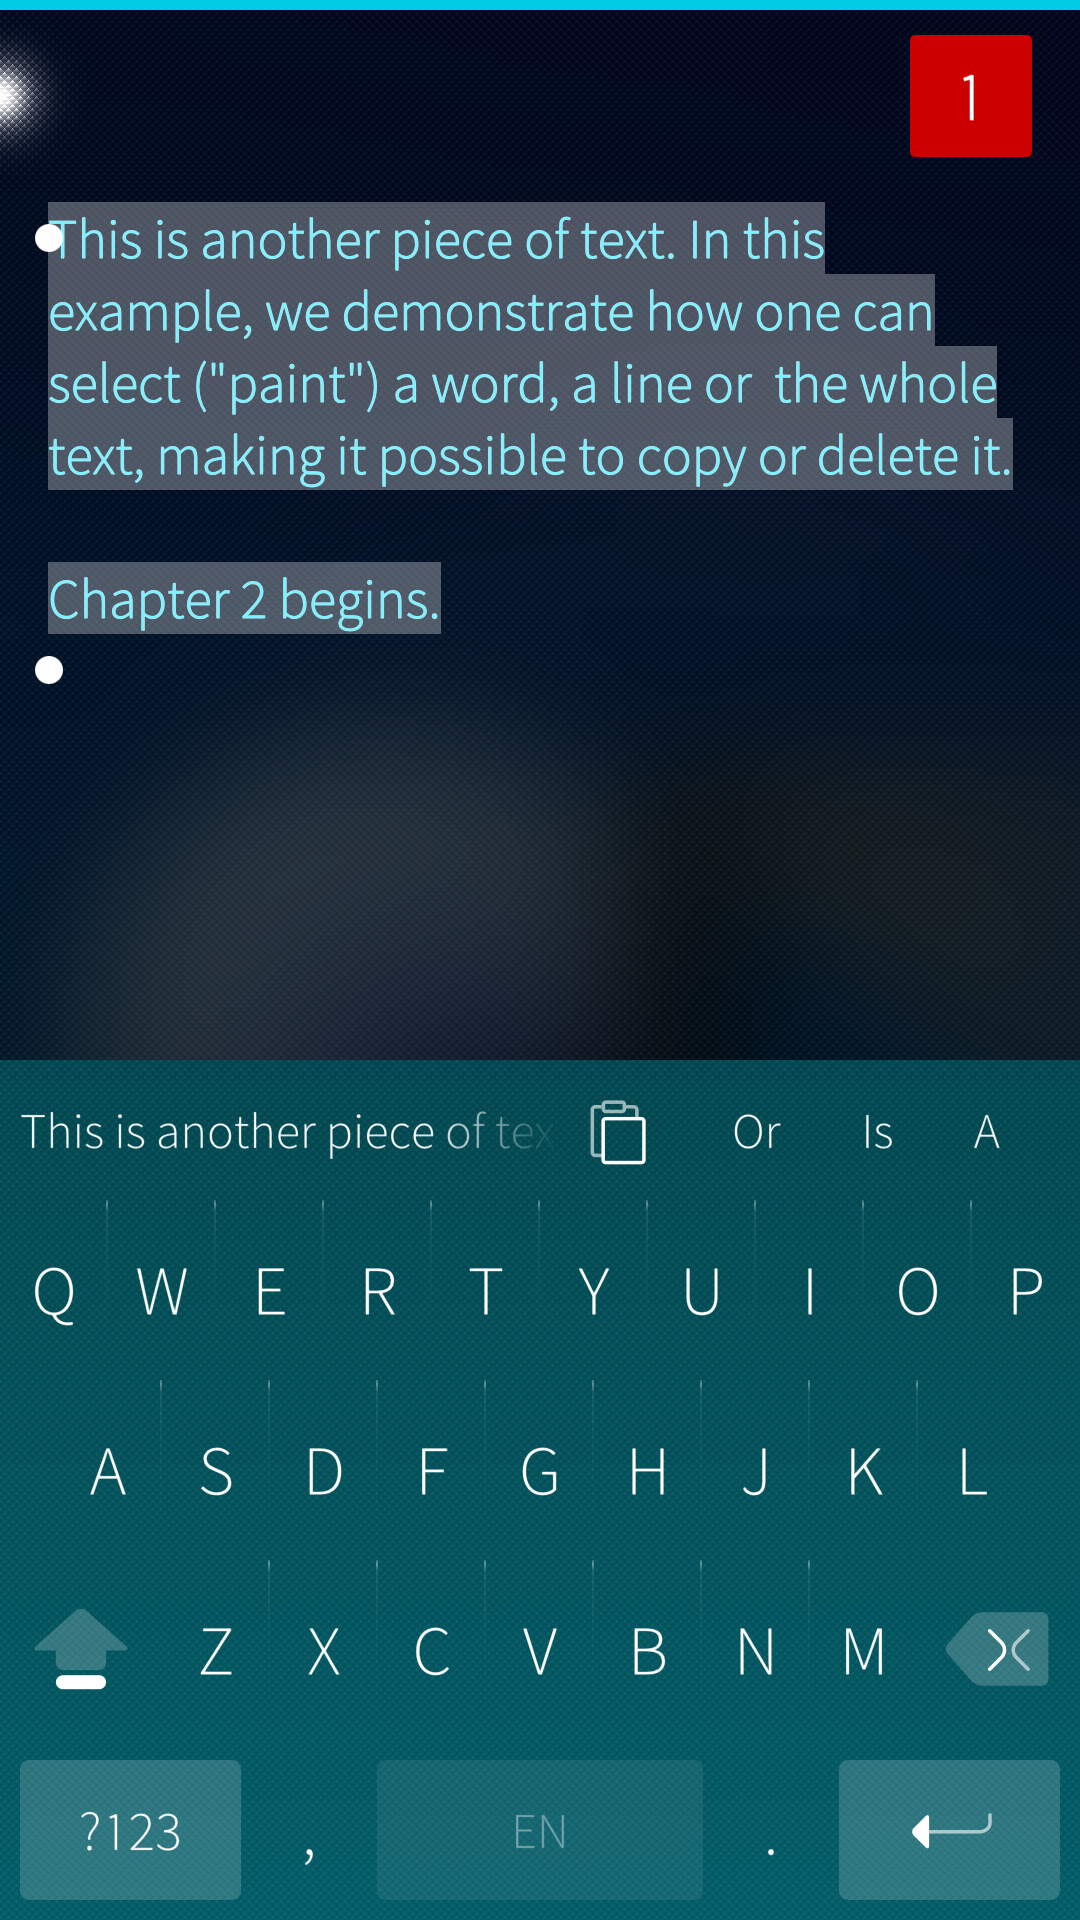 1
This is another piece of text. In this
example, we demonstrate how one can
select ("paint") a word, a line or  the whole
text, making it possible to copy or delete it.
Chapter 2 begins.
This is another piece of tex Or Is A
Q W E R T Y U I O P
A S D F G H J K L
Z X C V B N M
?123 , EN .